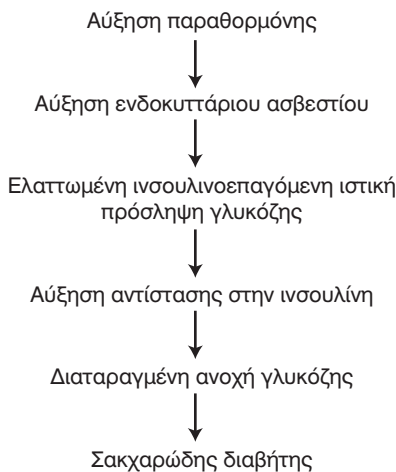 Αύξηση παραθορμόνης
Αύξηση ενδοκυττάριου ασβεστίου
Ελαττωμένη ινσουλινοεπαγόμενη ιστική
πρόσληψη γλυκόζης
Αύξηση αντίστασης στην ινσουλίνη
Διαταραγμένη ανοχή γλυκόζης
Σακχαρώδης διαβήτης